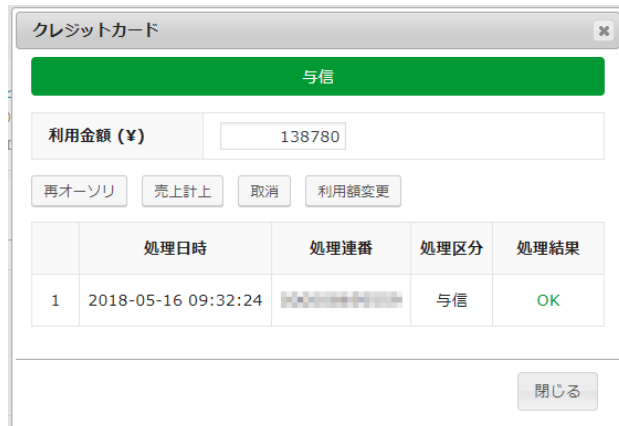 クレジットカード
与信
利用金額 (¥) 138780
再オーソリ 売上計上 取消 利用額変更
処理日時 処理連番 処理区分 処理結果
1 2018-05-16 09:32:24 与信 OK
閉じる